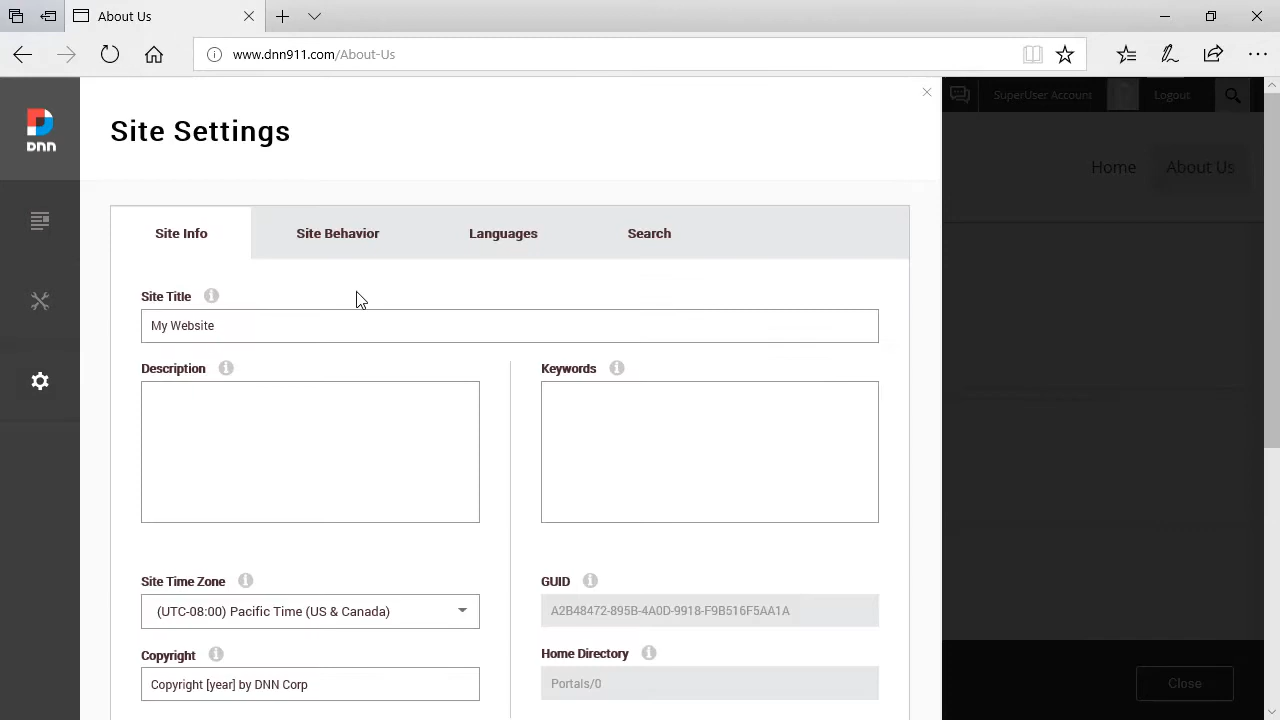 About Us
www.dnn911.com/About-Us
SuperUser Account
Logout
DNN
Site Settings
Home
About Us
Site Info
Site Behavior
Languages
Search
Site Title
My Website
Description
Keywords
Site Time Zone
GUID
(UTC-08:00) Pacific Time (US & Canada)
A2B48472-895B-4A0D-9918-F9B516F5AA1A
Copyright
Home Directory
Copyright [year] by DNN Corp
Portals/0
Close